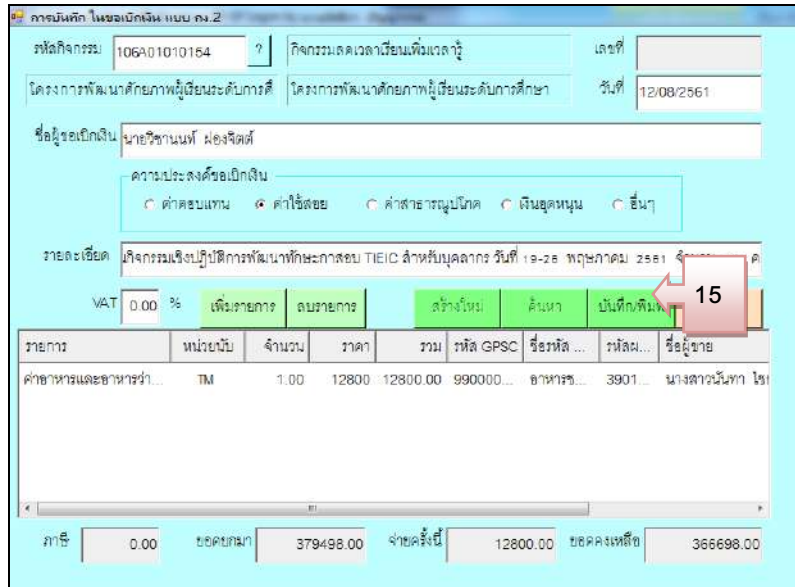 การบันทึก ใบขอเบิกเงิน แบบ กง.2
รหัสกิจกรรม 106A01010154 ? กิจกรรมลดเวลาเรียนเพิ่มเวลารู้ เลขที่
โครงการพัฒนาศักยภาพผู้เรียนระดับการศึ โครงการพัฒนาศักยภาพผู้เรียนระดับการศึกษา วันที่ 12/08/2561
ชื่อผู้ขอเบิกเงิน นายวิชานนท์ ผ่องจิตต์
ความประสงค์ขอเบิกเงิน
ค่าตอบแทน ค่าใช้สอย ค่าสาธารณูปโภค เงินอุดหนุน อื่นๆ
รายละเอียด กิจกรรมเชิงปฏิบัติการพัฒนาทักษะการสอบ TIEIC สำหรับบุคลากร วันที่ 19-26 พฤษภาคม 2561
VAT 0.00 % เพิ่มรายการ ลบรายการ สร้างใหม่ ค้นหา บันทึก/พิมพ์ 15
รายการ หน่วยนับ จำนวน ราคา รวม รหัส GPSC ชื่อรหัส ... รหัสผ... ชื่อผู้ขาย
ค่าอาหารและอาหารว่า... TM 1.00 12800 12800.00 990000... อาหารช... 3901... นางสาวนันทา ไช
ภาษี 0.00 ยอดยกมา 379498.00 จ่ายครั้งนี้ 12800.00 ยอดคงเหลือ 366698.00